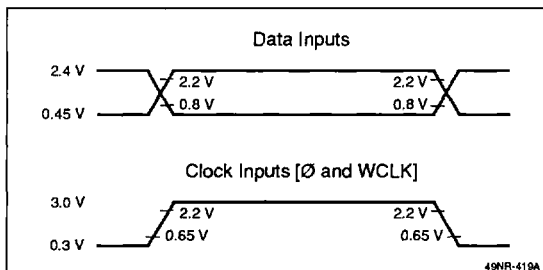 Data Inputs
2.4 V
2.2 V 2.2 V
0.8 V 0.8 V
0.45 V
Clock Inputs [Ø and WCLK]
3.0 V
2.2 V 2.2 V
0.65 V 0.65 V
0.3 V
49NR-419A